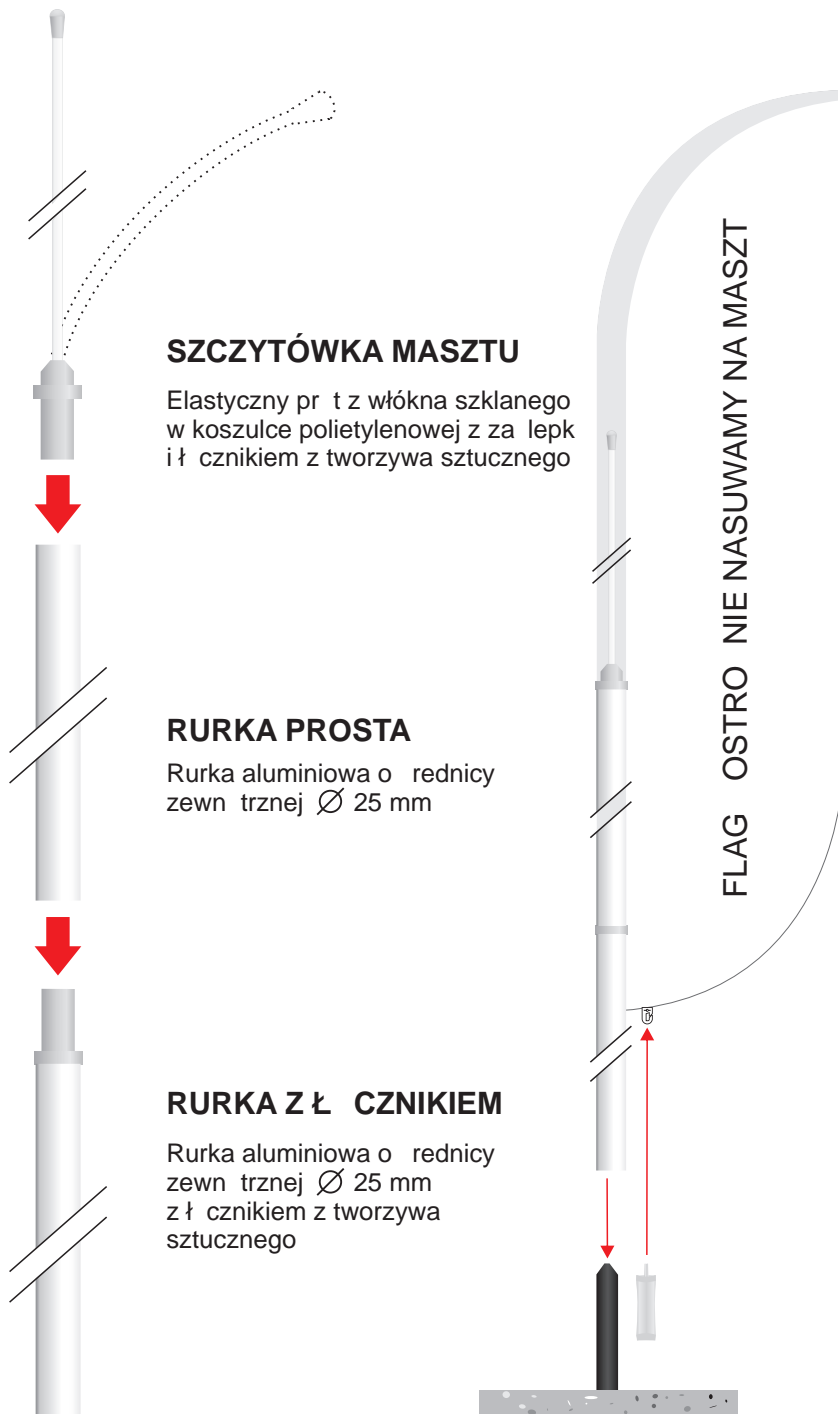 SZCZYTÓWKA MASZTU
Elastyczny pr t z włókna szklanego
w koszulce polietylenowej z za lepk
i ł cznikiem z tworzywa sztucznego
RURKA PROSTA
Rurka aluminiowa o rednicy
zewn trznej ∅ 25 mm
RURKA Z Ł CZNIKIEM
Rurka aluminiowa o rednicy
zewn trznej ∅ 25 mm
z ł cznikiem z tworzywa
sztucznego
FLAG OSTRO NIE NASUWAMY NA MASZT